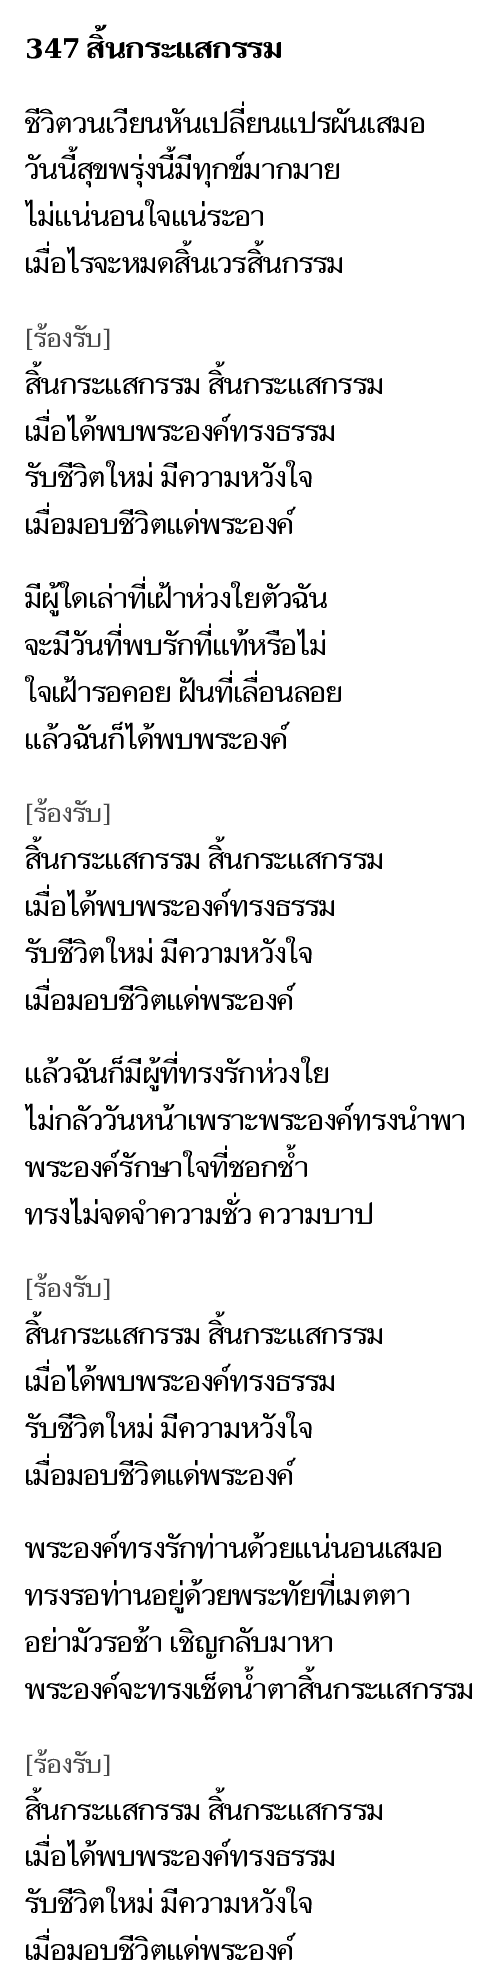 347 สิ้นกระแสกรรม
ชีวิตวนเวียนหันเปลี่ยนแปรผันเสมอ
วันนี้สุขพรุ่งนี้มีทุกข์มากมาย
ไม่แน่นอนใจแน่ระอา
เมื่อไรจะหมดสิ้นเวรสิ้นกรรม
[ร้องรับ]
สิ้นกระแสกรรม สิ้นกระแสกรรม
เมื่อได้พบพระองค์ทรงธรรม
รับชีวิตใหม่ มีความหวังใจ
เมื่อมอบชีวิตแด่พระองค์
มีผู้ใดเล่าที่เฝ้าห่วงใยตัวฉัน
จะมีวันที่พบรักที่แท้หรือไม่
ใจเฝ้ารอคอย ฝันที่เลื่อนลอย
แล้วฉันก็ได้พบพระองค์
[ร้องรับ]
สิ้นกระแสกรรม สิ้นกระแสกรรม
เมื่อได้พบพระองค์ทรงธรรม
รับชีวิตใหม่ มีความหวังใจ
เมื่อมอบชีวิตแด่พระองค์
แล้วฉันก็มีผู้ที่ทรงรักห่วงใย
ไม่กลัววันหน้าเพราะพระองค์ทรงนำพา
พระองค์รักษาใจที่ชอกช้ำ
ทรงไม่จดจำความชั่ว ความบาป
[ร้องรับ]
สิ้นกระแสกรรม สิ้นกระแสกรรม
เมื่อได้พบพระองค์ทรงธรรม
รับชีวิตใหม่ มีความหวังใจ
เมื่อมอบชีวิตแด่พระองค์
พระองค์ทรงรักท่านด้วยแน่นอนเสมอ
ทรงรอท่านอยู่ด้วยพระทัยที่เมตตา
อย่ามัวรอช้า เชิญกลับมาหา
พระองค์จะทรงเช็ดน้ำตาสิ้นกระแสกรรม
[ร้องรับ]
สิ้นกระแสกรรม สิ้นกระแสกรรม
เมื่อได้พบพระองค์ทรงธรรม
รับชีวิตใหม่ มีความหวังใจ
เมื่อมอบชีวิตแด่พระองค์